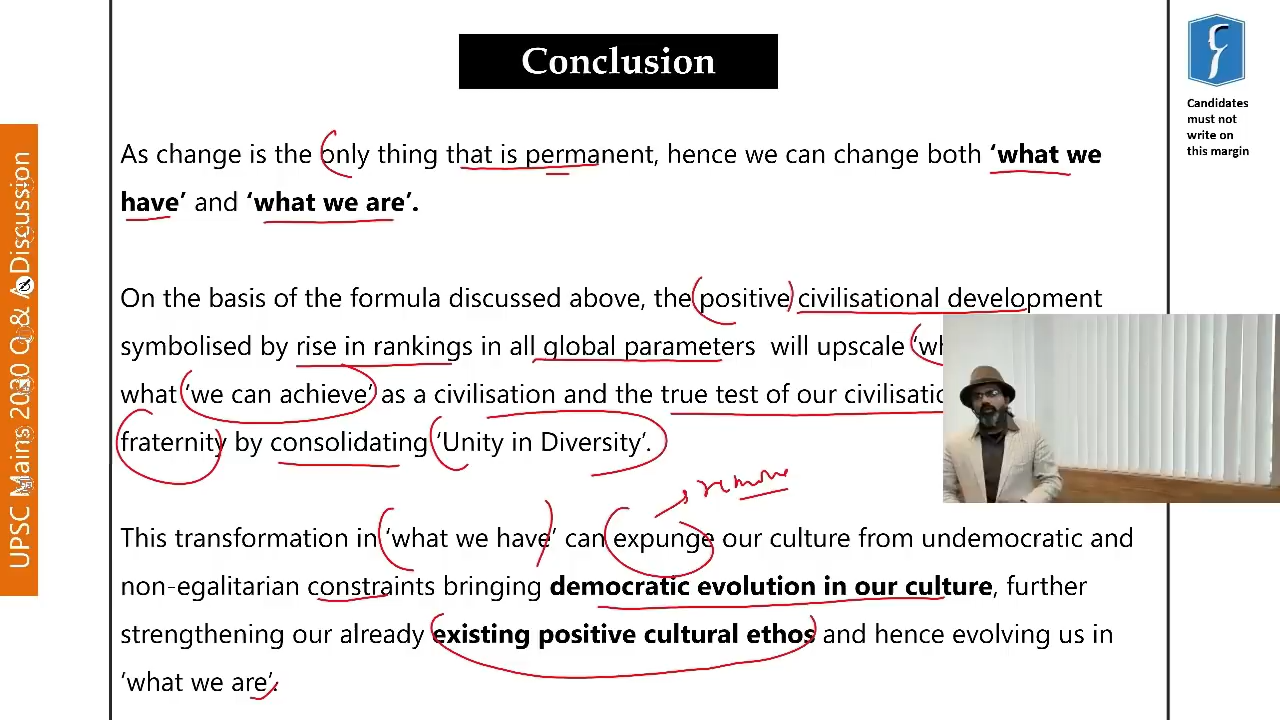 Conclusion
Candidates
must not
write on
this margin
UPSC Mains 2020 Q & A Discussion
As change is the only thing that is permanent, hence we can change both ‘what we
have’ and ‘what we are’.
On the basis of the formula discussed above, the positive civilisational development
symbolised by rise in rankings in all global parameters will upscale
what ‘we can achieve’ as a civilisation and the true test of our
fraternity by consolidating ‘Unity in Diversity’.
remove
This transformation in ‘what we have’ can expunge our culture from undemocratic and
non-egalitarian constraints bringing democratic evolution in our culture, further
strengthening our already existing positive cultural ethos and hence evolving us in
‘what we are’.